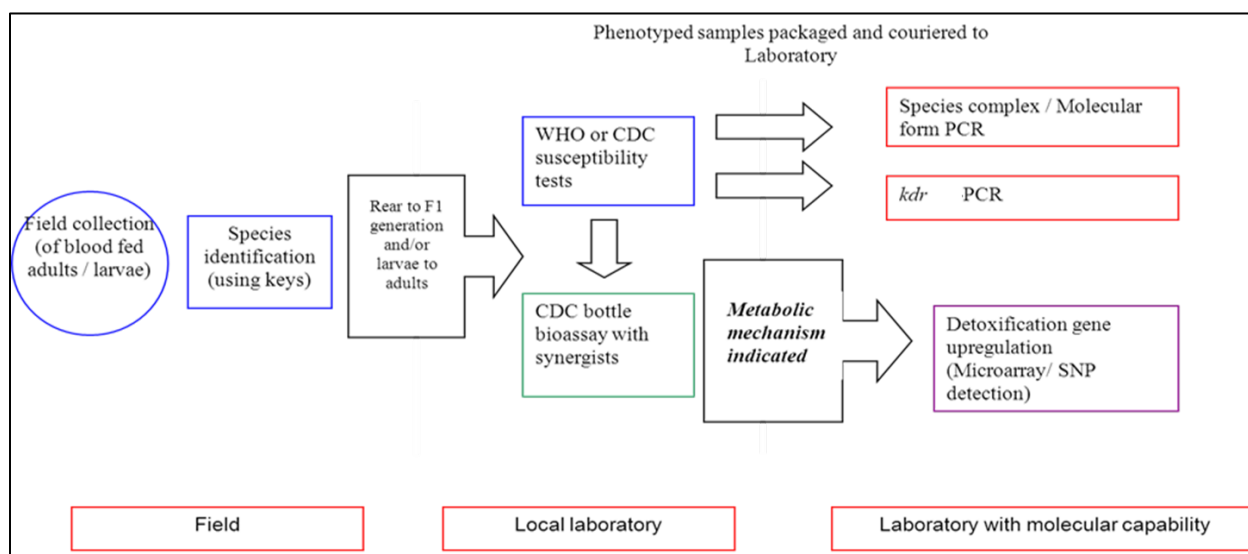 Phenotyped samples packaged and couriered to
Laboratory
Field collection
(of blood fed
adults / larvae)
Species
identification
(using keys)
Rear to F1
generation
and/or
larvae to
adults
WHO or CDC
susceptibility
tests
CDC bottle
bioassay with
synergists
Metabolic
mechanism
indicated
Species complex / Molecular
form PCR
kdr PCR
Detoxification gene
upregulation
(Microarray/ SNP
detection)
Field
Local laboratory
Laboratory with molecular capability